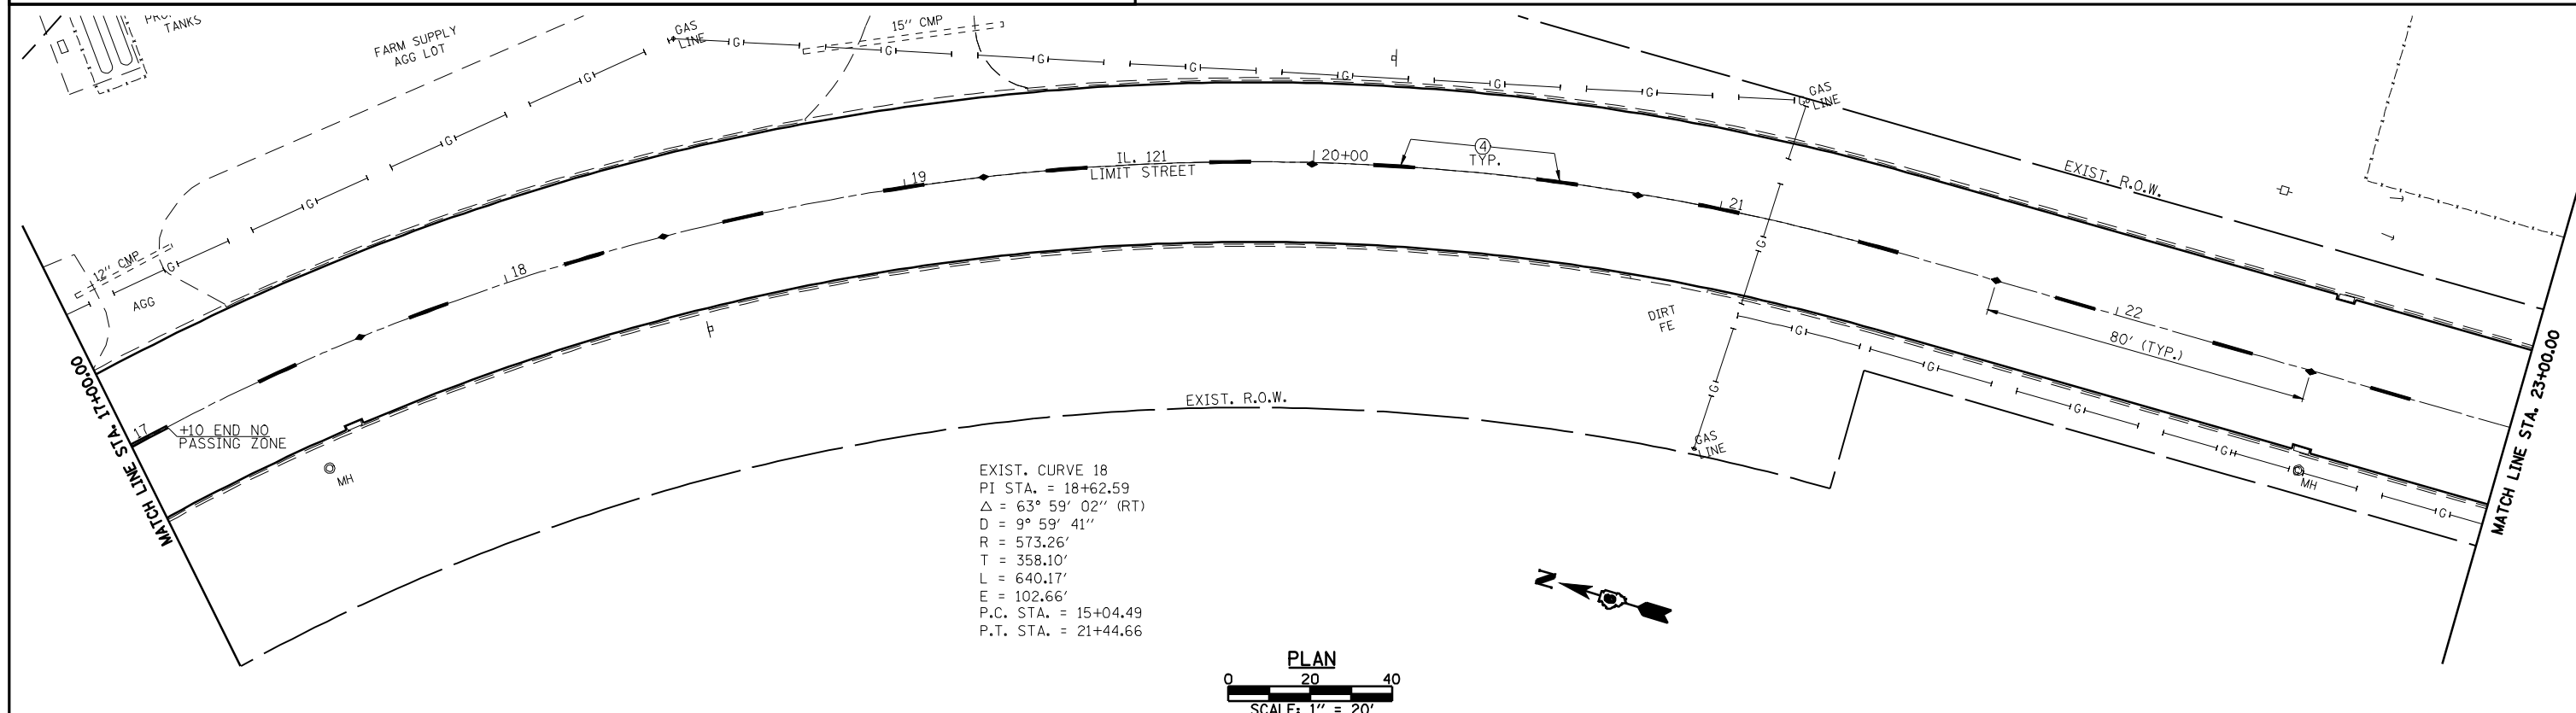 TANKS
FARM SUPPLY
AGG LOT
GAS
LINE
15" CMP
G
G
G
G
G
G
G
G
G
G
G
G
G
GAS
LINE
EXIST. R.O.W.
12" CMP
AGG
IL. 121
LIMIT STREET
20+00
4
TYP.
17
18
19
21
22
80' (TYP.)
G
G
DIRT
FE
G
G
G
G
G
MH
GAS
LINE
MATCH LINE STA. 17+00.00
+10 END NO
PASSING ZONE
MH
EXIST. R.O.W.
MATCH LINE STA. 23+00.00
EXIST. CURVE 18
PI STA. = 18+62.59
△ = 63° 59' 02" (RT)
D = 9° 59' 41"
R = 573.26'
T = 358.10'
L = 640.17'
E = 102.66'
P.C. STA. = 15+04.49
P.T. STA. = 21+44.66
N
PLAN
0 20 40
SCALE: 1" = 20'